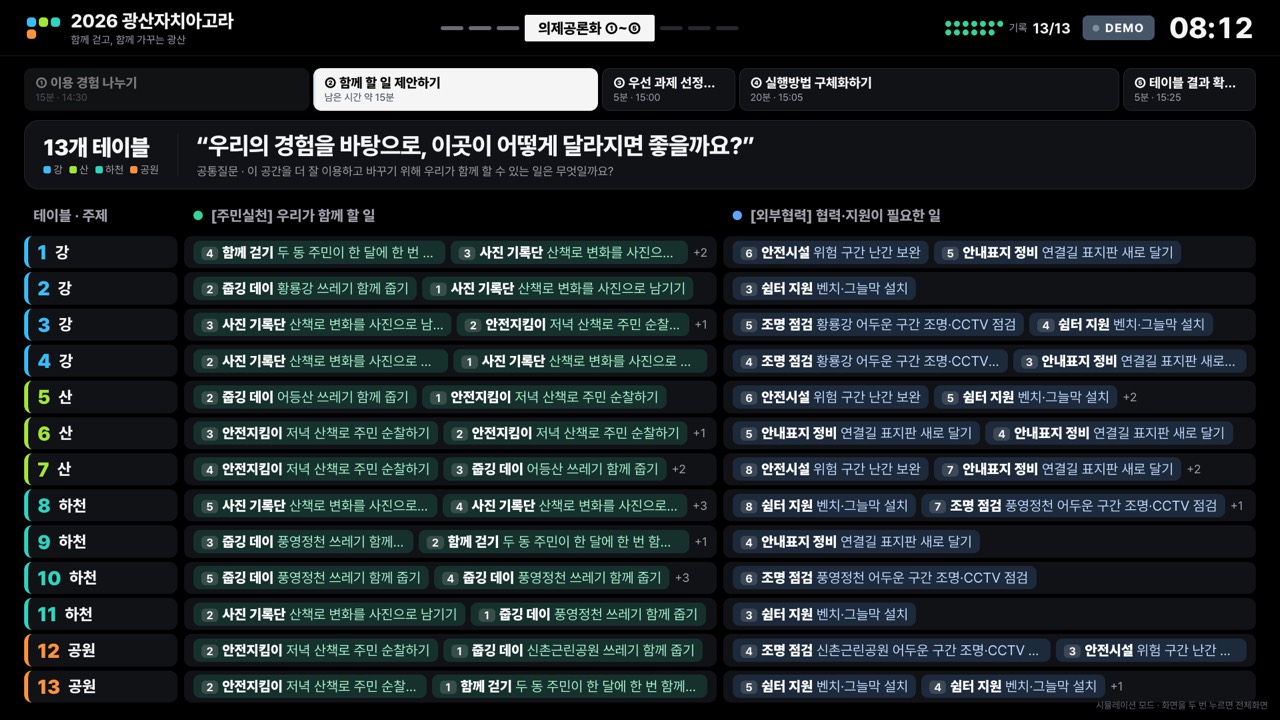 2026 광산자치아고라
함께 걷고, 함께 가꾸는 광산
의제공론화 ①~⑤
기록 13/13
DEMO
08:12
① 이용 경험 나누기
15분 · 14:30
② 함께 할 일 제안하기
남은 시간 약 15분
③ 우선 과제 선정...
5분 · 15:00
④ 실행방법 구체화하기
20분 · 15:05
⑤ 테이블 결과 확...
5분 · 15:25
13개 테이블
강 산 하천 공원
“우리의 경험을 바탕으로, 이곳이 어떻게 달라지면 좋을까요?”
공통질문 · 이 공간을 더 잘 이용하고 바꾸기 위해 우리가 함께 할 수 있는 일은 무엇일까요?
테이블 · 주제 [주민실천] 우리가 함께 할 일 [외부협력] 협력·지원이 필요한 일
1 강 4 함께 걷기 두 동 주민이 한 달에 한 번 ... 3 사진 기록단 산책로 변화를 사진으... +2 6 안전시설 위험 구간 난간 보완 5 안내표지 정비 연결길 표지판 새로 달기
2 강 2 줍깅 데이 황룡강 쓰레기 함께 줍기 1 사진 기록단 산책로 변화를 사진으로 남기기 3 쉼터 지원 벤치·그늘막 설치
3 강 3 사진 기록단 산책로 변화를 사진으로 남... 2 안전지킴이 저녁 산책로 주민 순찰... +1 5 조명 점검 황룡강 어두운 구간 조명·CCTV 점검 4 쉼터 지원 벤치·그늘막 설치
4 강 2 사진 기록단 산책로 변화를 사진으로 ... 1 사진 기록단 산책로 변화를 사진으로 ... 4 조명 점검 황룡강 어두운 구간 조명·CCTV... 3 안내표지 정비 연결길 표지판 새로...
5 산 2 줍깅 데이 어등산 쓰레기 함께 줍기 1 안전지킴이 저녁 산책로 주민 순찰하기 6 안전시설 위험 구간 난간 보완 5 쉼터 지원 벤치·그늘막 설치 +2
6 산 3 안전지킴이 저녁 산책로 주민 순찰하기 2 안전지킴이 저녁 산책로 주민 순찰하기 +1 5 안내표지 정비 연결길 표지판 새로 달기 4 안내표지 정비 연결길 표지판 새로 달기
7 산 4 안전지킴이 저녁 산책로 주민 순찰하기 3 줍깅 데이 어등산 쓰레기 함께 줍기 +2 8 안전시설 위험 구간 난간 보완 7 안내표지 정비 연결길 표지판 새로 달기 +2
8 하천 5 사진 기록단 산책로 변화를 사진으로... 4 사진 기록단 산책로 변화를 사진으로... +3 8 쉼터 지원 벤치·그늘막 설치 7 조명 점검 풍영정천 어두운 구간 조명·CCTV 점검 +1
9 하천 3 줍깅 데이 풍영정천 쓰레기 함께... 2 함께 걷기 두 동 주민이 한 달에 한 번 함... +1 4 안내표지 정비 연결길 표지판 새로 달기
10 하천 5 줍깅 데이 풍영정천 쓰레기 함께 줍기 4 줍깅 데이 풍영정천 쓰레기 함께 줍기 +3 6 조명 점검 풍영정천 어두운 구간 조명·CCTV 점검
11 하천 2 사진 기록단 산책로 변화를 사진으로 남기기 1 줍깅 데이 풍영정천 쓰레기 함께 줍기 3 쉼터 지원 벤치·그늘막 설치
12 공원 2 안전지킴이 저녁 산책로 주민 순찰하기 1 줍깅 데이 신촌근린공원 쓰레기 함께 줍기 4 조명 점검 신촌근린공원 어두운 구간 조명·CCTV ... 3 안전시설 위험 구간 난간 ...
13 공원 2 안전지킴이 저녁 산책로 주민 순찰... 1 함께 걷기 두 동 주민이 한 달에 한 번 함께... 5 쉼터 지원 벤치·그늘막 설치 4 쉼터 지원 벤치·그늘막 설치 +1
시뮬레이션 모드 · 화면을 두 번 누르면 전체화면